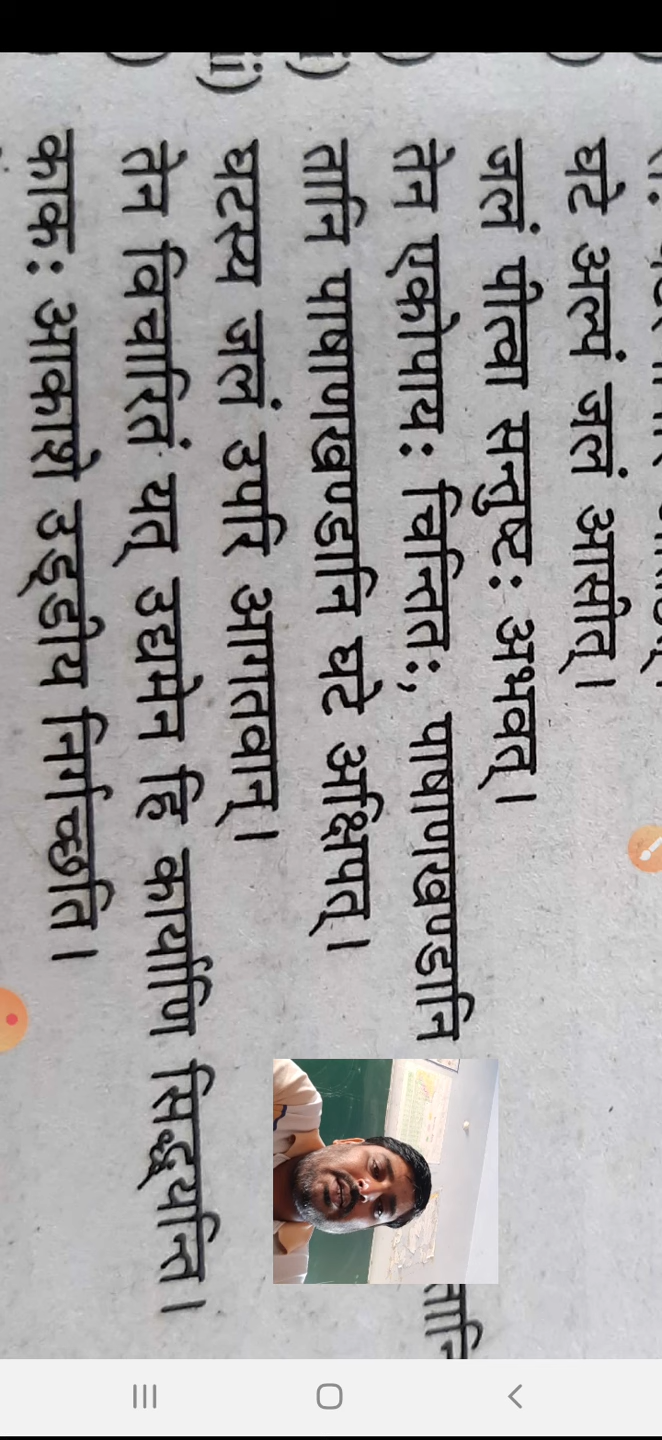 घटे अल्पं जलं आसीत्।
जलं पीत्वा सन्तुष्टः अभवत्।
तेन एकोपायः चिन्तितः, पाषाणखण्डानि
तानि पाषाणखण्डानि घटे अक्षिपत्।
ii) घटस्य जलं उपरि आगतवान्।
तेन विचारितं यत् उद्यमेन हि कार्याणि सिद्ध्यन्ति।
काकः आकाशे उड्डीय निर्गच्छति।